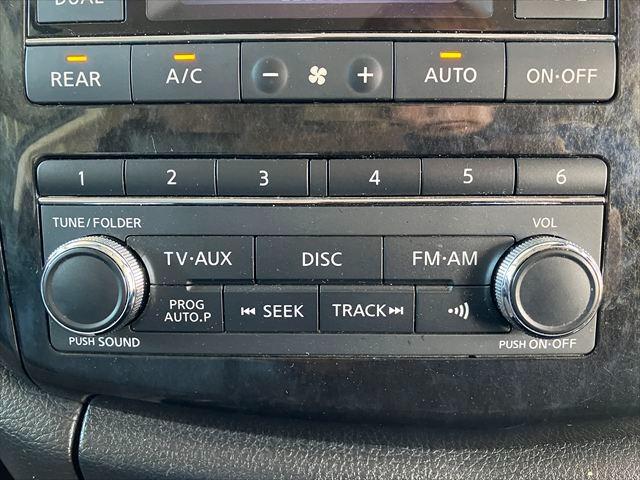 DUAL
REAR A/C − + AUTO ON·OFF
1 2 3 4 5 6
TUNE/FOLDER VOL
TV·AUX DISC FM·AM
PROG
AUTO.P ⏮ SEEK TRACK ⏭
PUSH SOUND PUSH ON·OFF